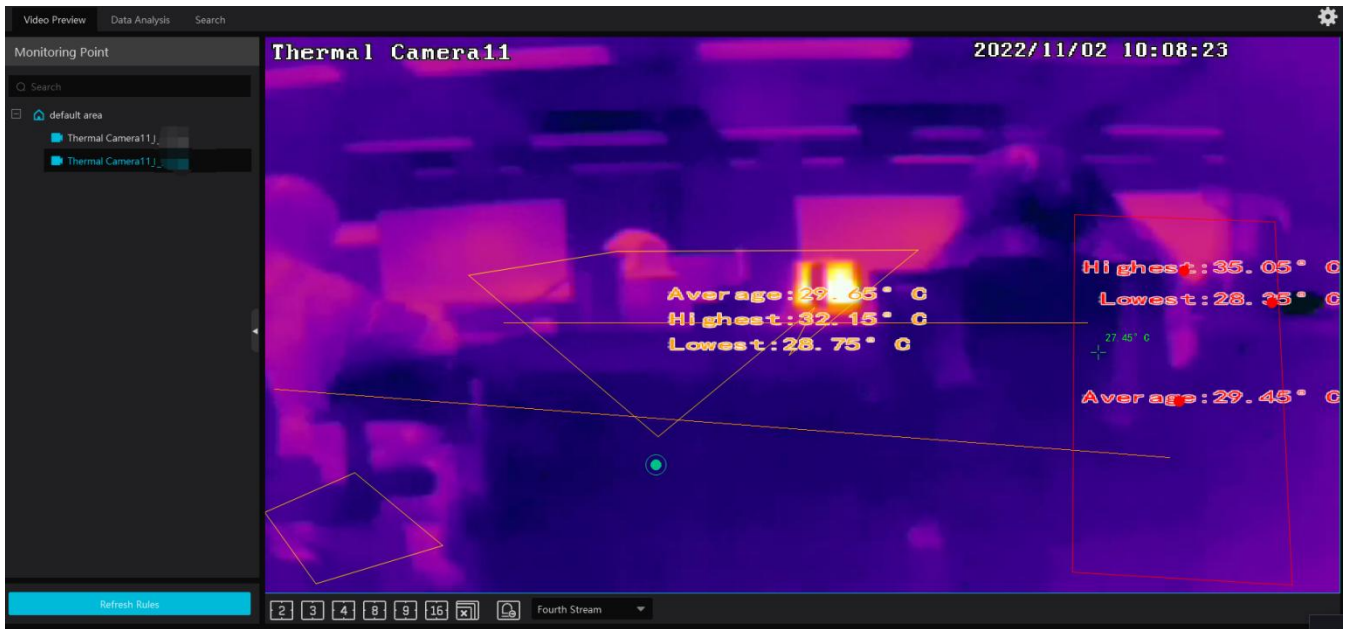 Video Preview Data Analysis Search
Monitoring Point
Search
default area
Thermal Camera11
Thermal Camera11
Refresh Rules
Thermal Camera11 2022/11/02 10:08:23
Average:29.65° C
Highest:32.15° C
Lowest:28.75° C
Highest:35.05° C
Lowest:28.35° C
27.45° C
Average:29.45° C
2 3 4 8 9 16 Fourth Stream